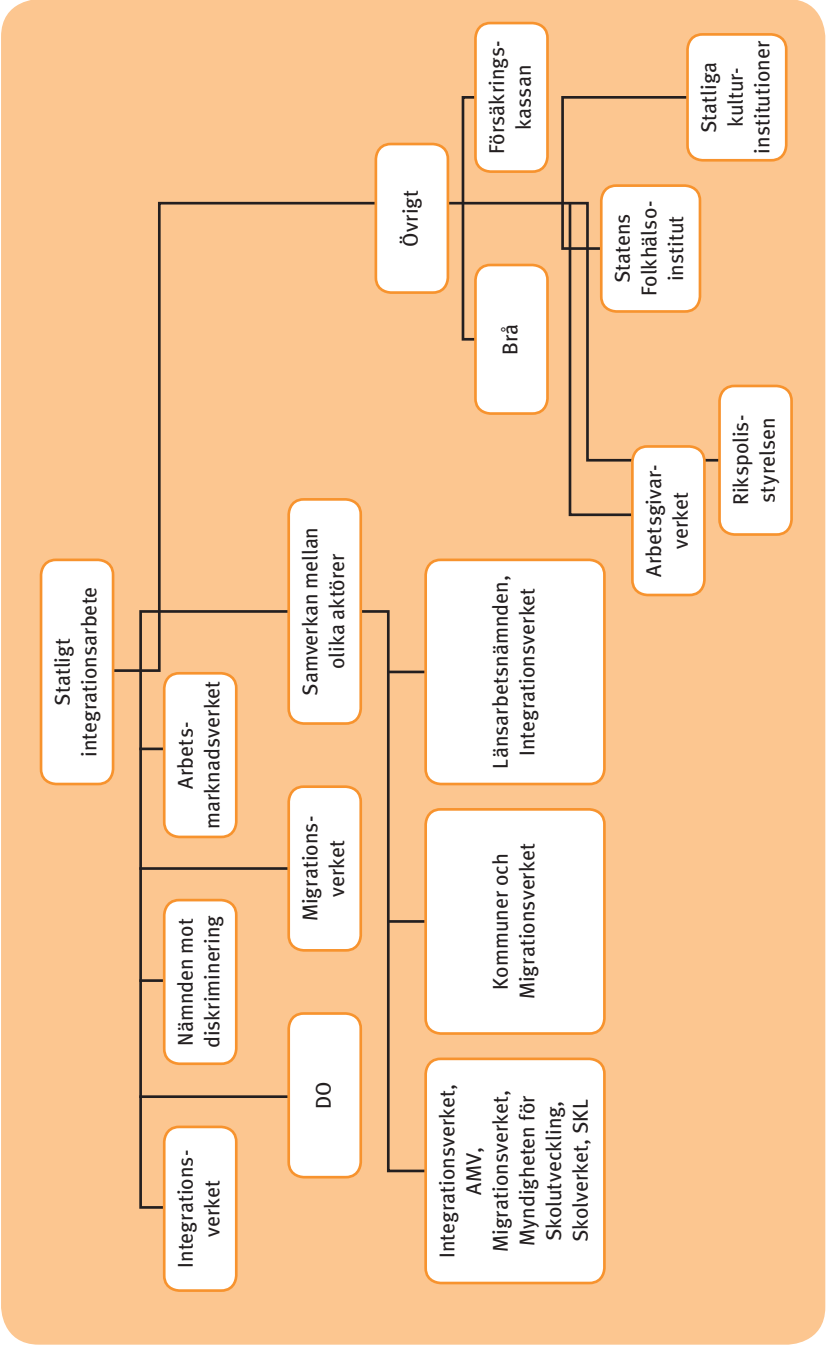 Statligt
integrationsarbete
Integrations-
verket
Nämnden mot
diskriminering
Arbets-
marknadsverket
DO
Migrations-
verket
Samverkan mellan
olika aktörer
Integrationsverket,
AMV,
Migrationsverket,
Myndigheten för
Skolutveckling,
Skolverket, SKL
Kommuner och
Migrationsverket
Länsarbetsnämnden,
Integrationsverket
Övrigt
Brå
Försäkrings-
kassan
Arbetsgivar-
verket
Statens
Folkhälso-
institut
Rikspolis-
styrelsen
Statliga
kultur-
institutioner